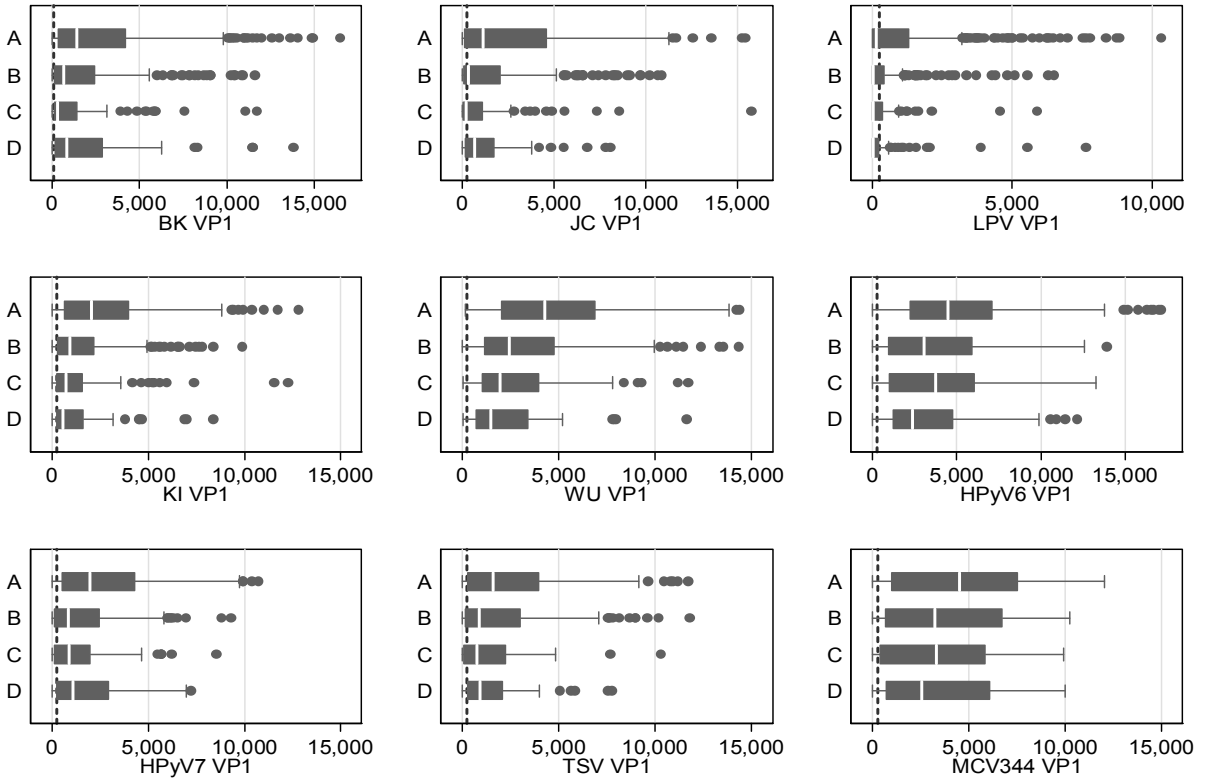 A
B
C
D
0 5,000 10,000 15,000
BK VP1
A
B
C
D
0 5,000 10,000 15,000
JC VP1
A
B
C
D
0 5,000 10,000
LPV VP1
A
B
C
D
0 5,000 10,000 15,000
KI VP1
A
B
C
D
0 5,000 10,000 15,000
WU VP1
A
B
C
D
0 5,000 10,000 15,000
HPyV6 VP1
A
B
C
D
0 5,000 10,000 15,000
HPyV7 VP1
A
B
C
D
0 5,000 10,000 15,000
TSV VP1
A
B
C
D
0 5,000 10,000 15,000
MCV344 VP1